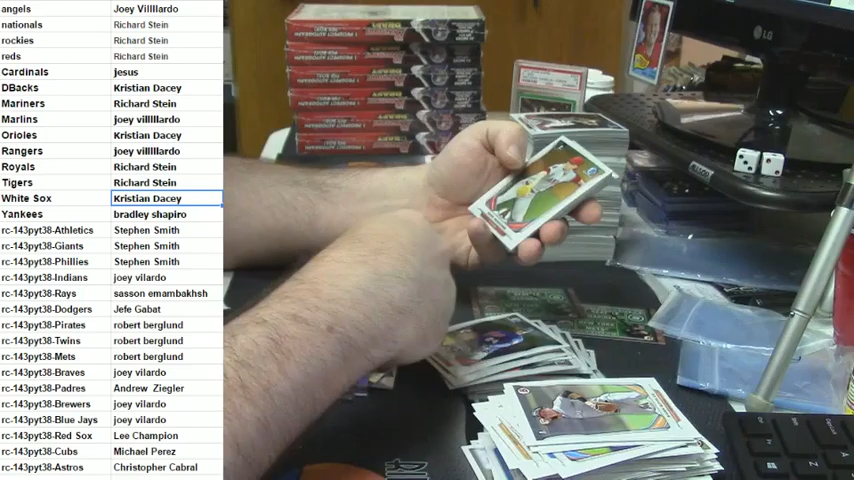 angels Joey Villlllardo
nationals Richard Stein
rockies Richard Stein
reds Richard Stein
Cardinals jesus
DBacks Kristian Dacey
Mariners Richard Stein
Marlins joey villlllardo
Orioles Kristian Dacey
Rangers joey villlllardo
Royals Richard Stein
Tigers Richard Stein
White Sox Kristian Dacey
Yankees bradley shapiro
rc-143pyt38-Athletics Stephen Smith
rc-143pyt38-Giants Stephen Smith
rc-143pyt38-Phillies Stephen Smith
rc-143pyt38-Indians joey vilardo
rc-143pyt38-Rays sasson emambakhsh
rc-143pyt38-Dodgers Jefe Gabat
rc-143pyt38-Pirates robert berglund
rc-143pyt38-Twins robert berglund
rc-143pyt38-Mets robert berglund
rc-143pyt38-Braves joey vilardo
rc-143pyt38-Padres Andrew Ziegler
rc-143pyt38-Brewers joey vilardo
rc-143pyt38-Blue Jays joey vilardo
rc-143pyt38-Red Sox Lee Champion
rc-143pyt38-Cubs Michael Perez
rc-143pyt38-Astros Christopher Cabral
LG